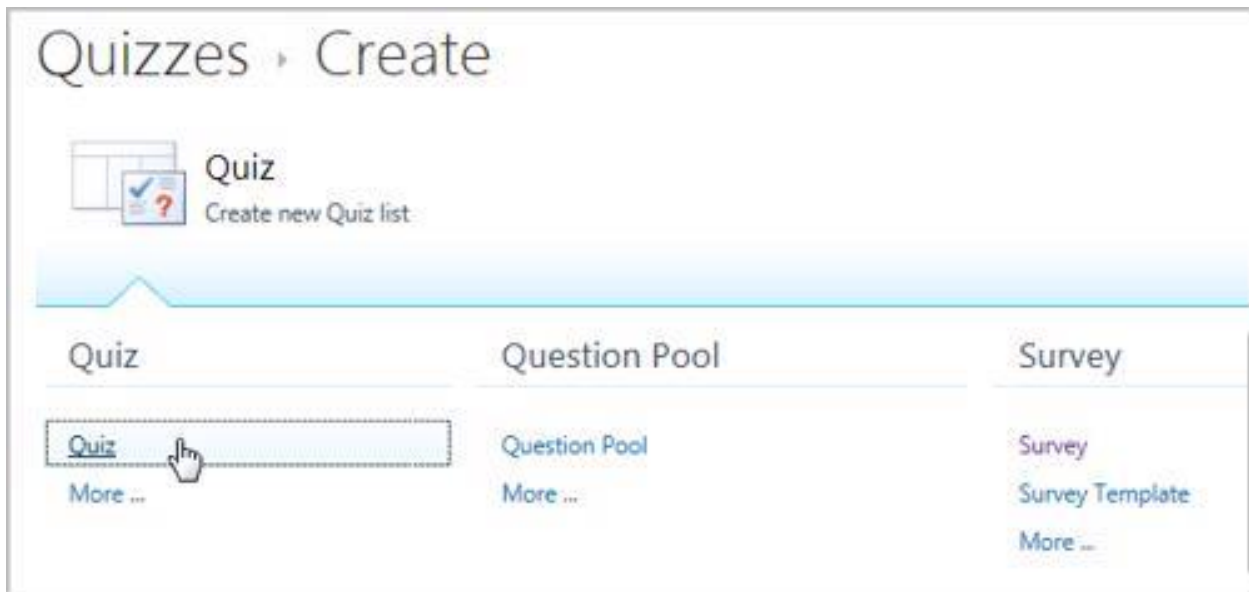 Quizzes ▸ Create
Quiz
Create new Quiz list
Quiz
Question Pool
Survey
Quiz
Question Pool
Survey
More ...
More ...
Survey Template
More ...